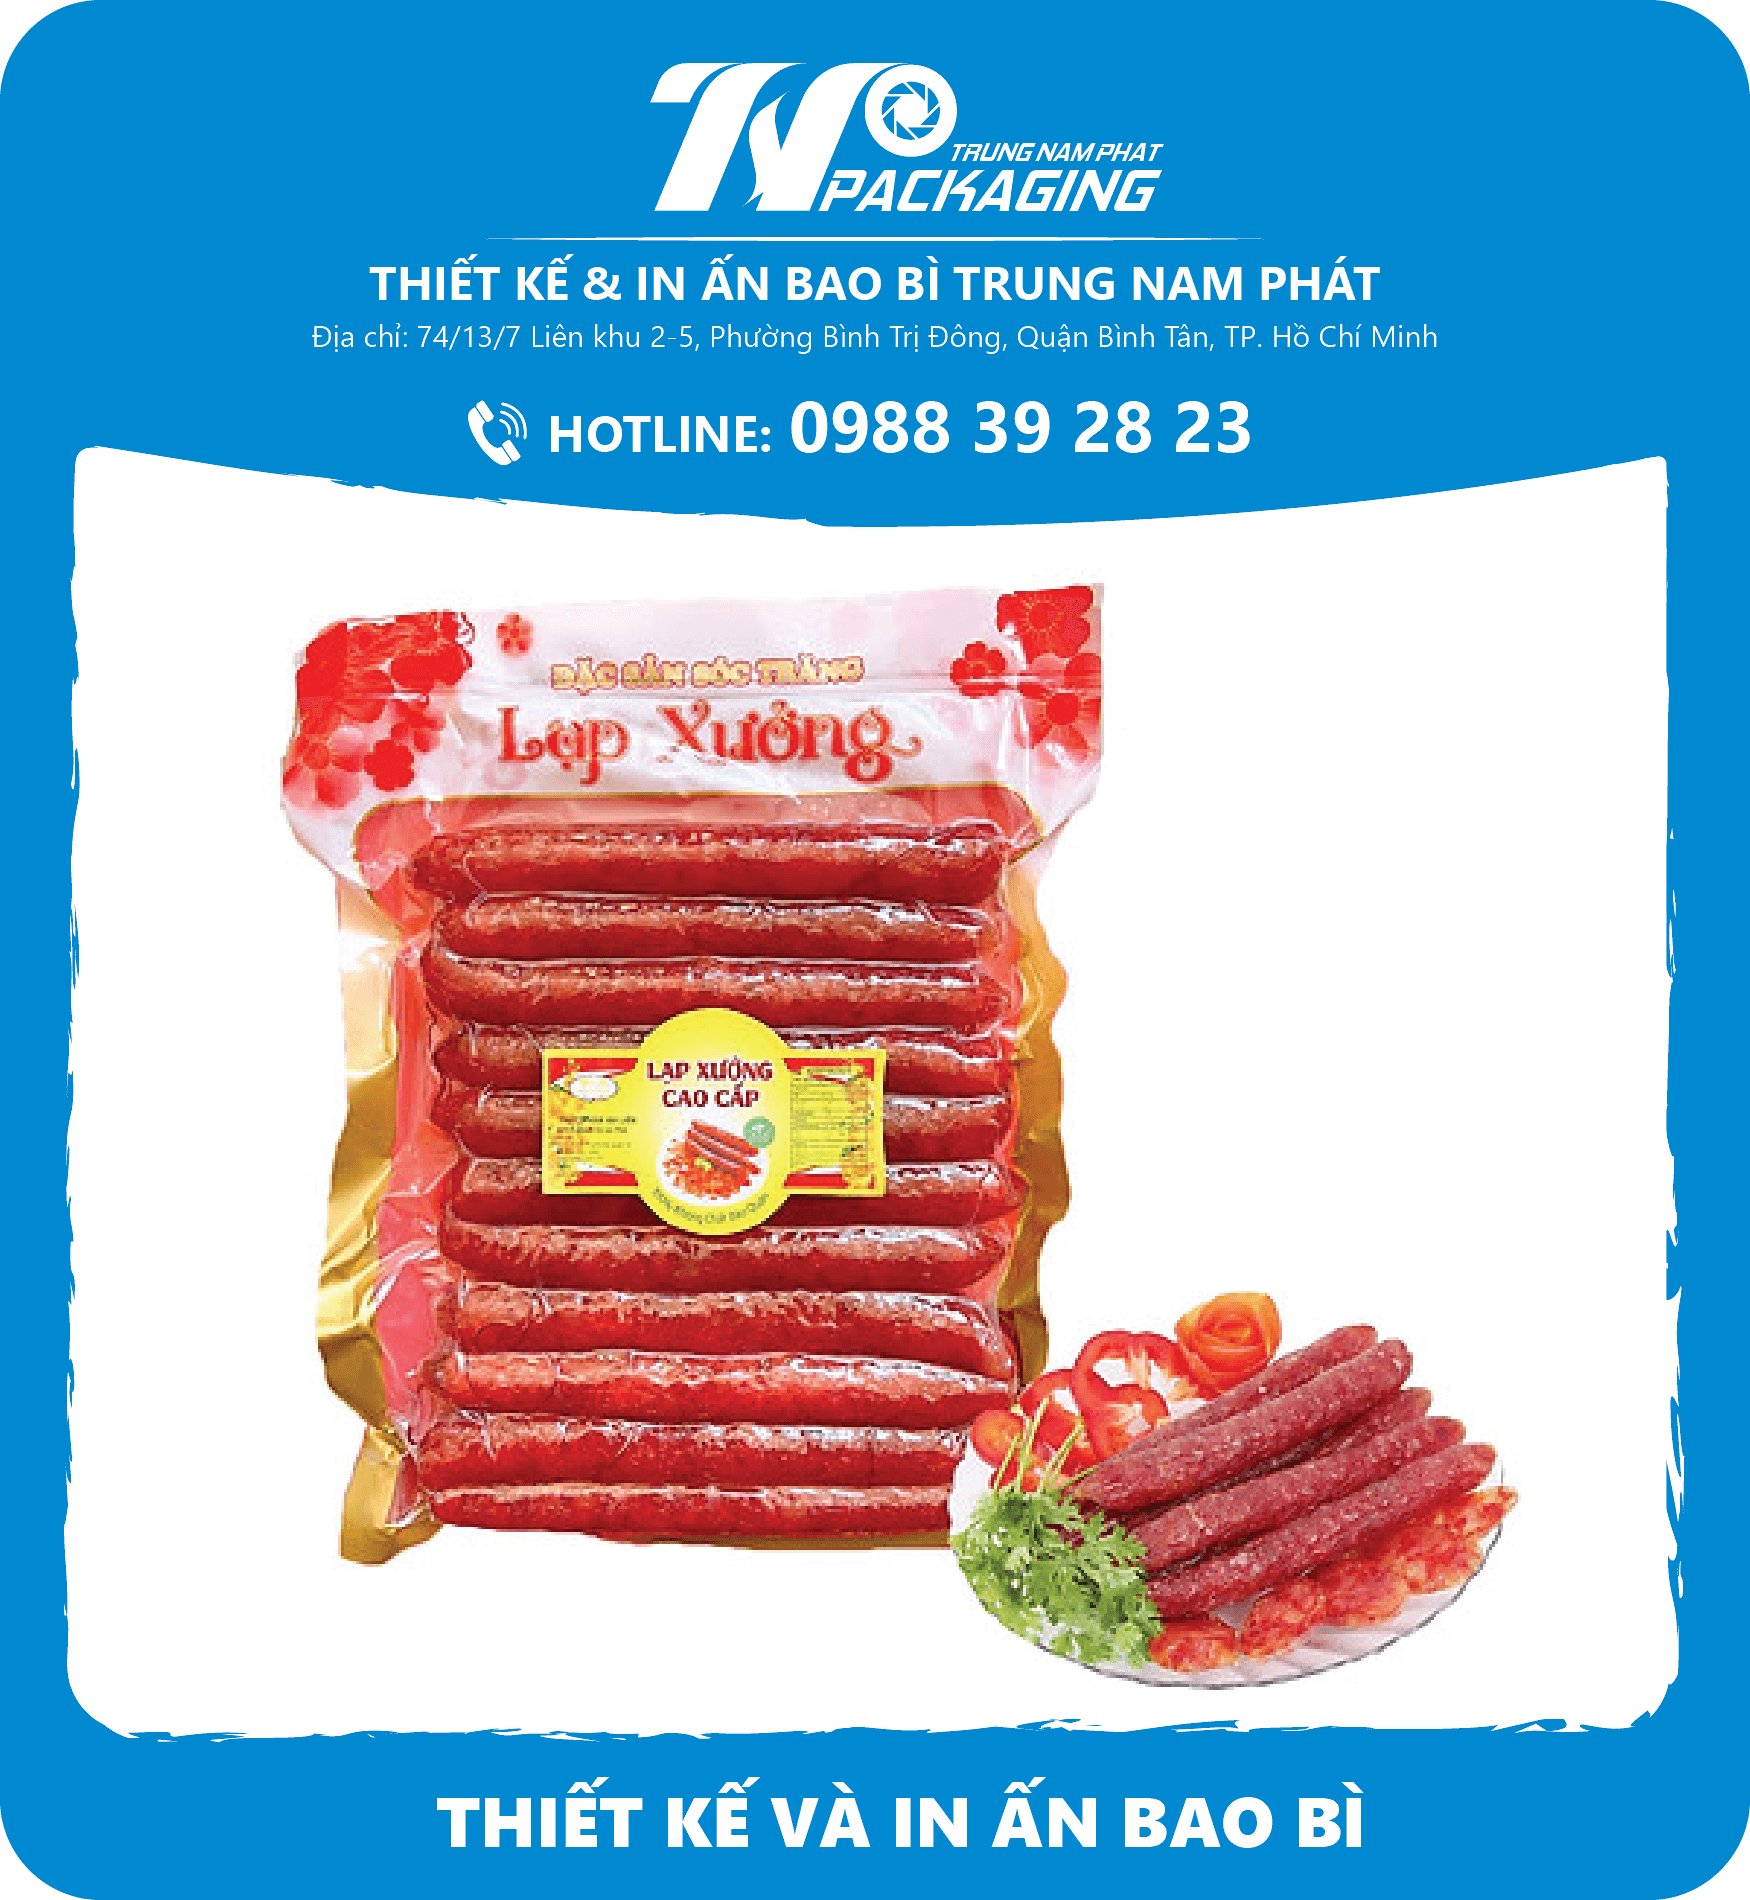 TRUNG NAM PHAT
PACKAGING
THIẾT KẾ & IN ẤN BAO BÌ TRUNG NAM PHÁT
Địa chỉ: 74/13/7 Liên khu 2-5, Phường Bình Trị Đông, Quận Bình Tân, TP. Hồ Chí Minh
HOTLINE: 0988 39 28 23
ĐẶC SẢN SÓC TRĂNG
Lạp Xưởng
LẠP XƯỞNG
CAO CẤP
THIẾT KẾ VÀ IN ẤN BAO BÌ